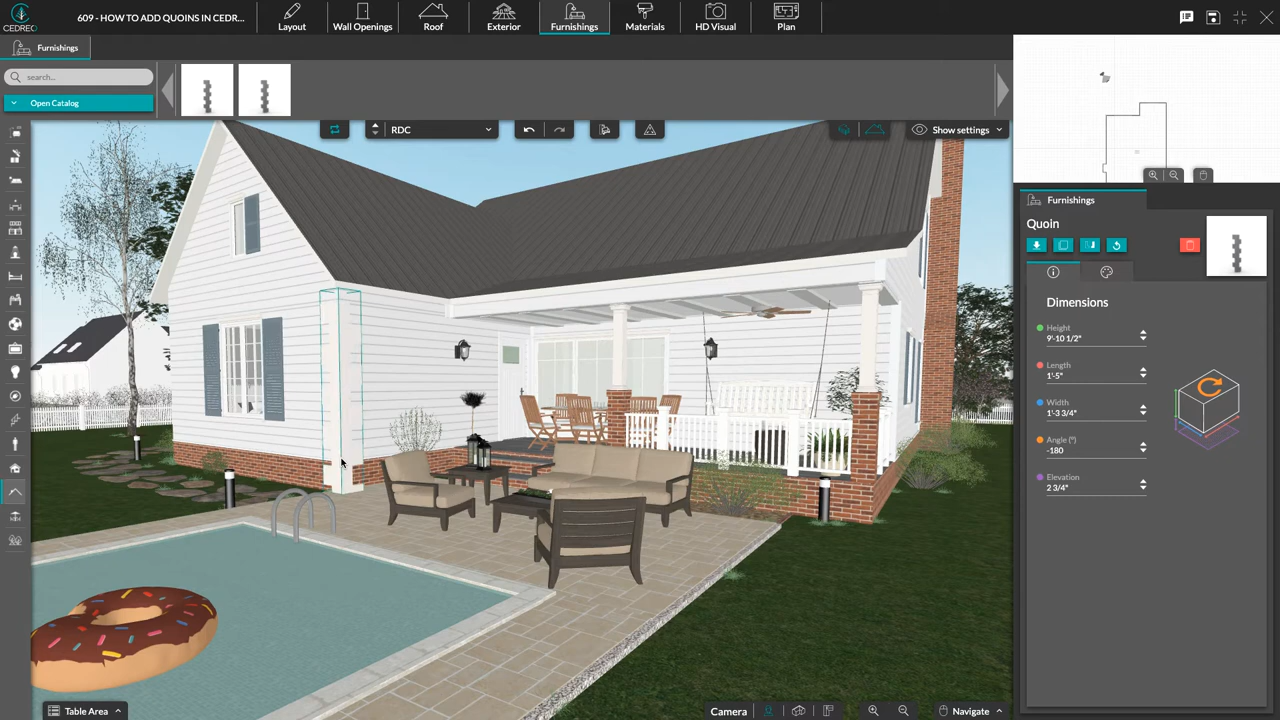 CEDREO
609 - HOW TO ADD QUOINS IN CEDR...
Layout
Wall Openings
Roof
Exterior
Furnishings
Materials
HD Visual
Plan
Furnishings
search...
Open Catalog
RDC
Show settings
Furnishings
Quoin
Dimensions
Height
9'-10 1/2"
Length
1'-5"
Width
1'-3 3/4"
Angle (º)
-180
Elevation
2 3/4"
Table Area
Camera
Navigate